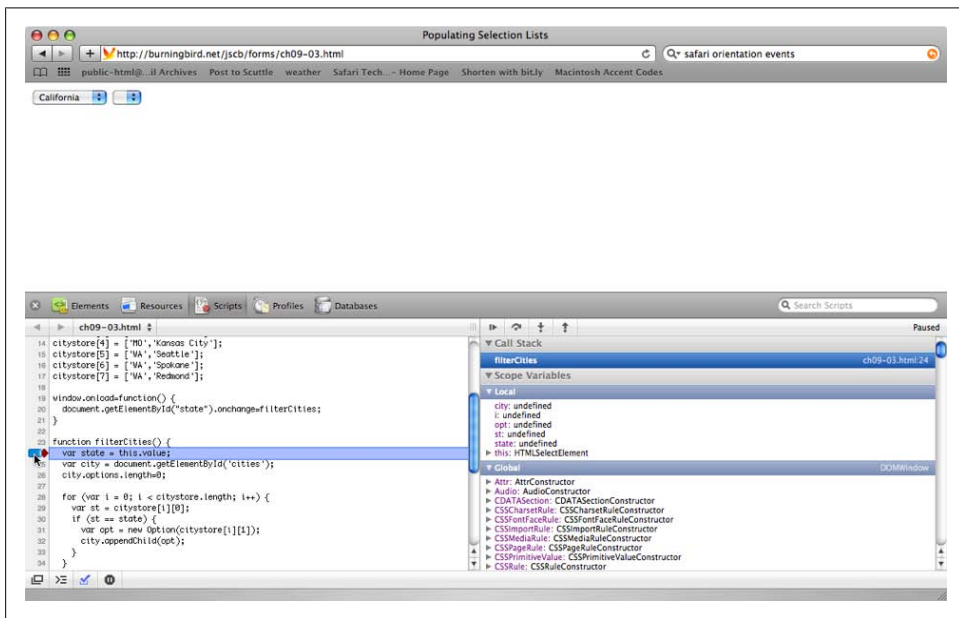 Populating Selection Lists
http://burningbird.net/jscb/forms/ch09-03.html
safari orientation events
public-html@...il Archives Post to Scuttle weather Safari Tech...- Home Page Shorten with bit.ly Macintosh Accent Codes
California
Elements Resources Scripts Profiles Databases Search Scripts
ch09-03.html Paused
14 citystore[4] = ['MO','Kansas City'];
15 citystore[5] = ['WA','Seattle'];
16 citystore[6] = ['WA','Spokane'];
17 citystore[7] = ['WA','Redmond'];
18
19 window.onload=function() {
20 document.getElementById("state").onchange=filterCities;
21 }
22
23 function filterCities() {
var state = this.value;
25 var city = document.getElementById('cities');
26 city.options.length=0;
27
28 for (var i = 0; i < citystore.length; i++) {
29 var st = citystore[i][0];
30 if (st == state) {
31 var opt = new Option(citystore[i][1]);
32 city.appendChild(opt);
33 }
34 }
Call Stack
filterCities ch09-03.html:24
Scope Variables
Local
city: undefined
i: undefined
opt: undefined
st: undefined
state: undefined
this: HTMLSelectElement
Global DOMWindow
Attr: AttrConstructor
Audio: AudioConstructor
CDATASection: CDATASectionConstructor
CSSCharsetRule: CSSCharsetRuleConstructor
CSSFontFaceRule: CSSFontFaceRuleConstructor
CSSImportRule: CSSImportRuleConstructor
CSSMediaRule: CSSMediaRuleConstructor
CSSPageRule: CSSPageRuleConstructor
CSSPrimitiveValue: CSSPrimitiveValueConstructor
CSSRule: CSSRuleConstructor